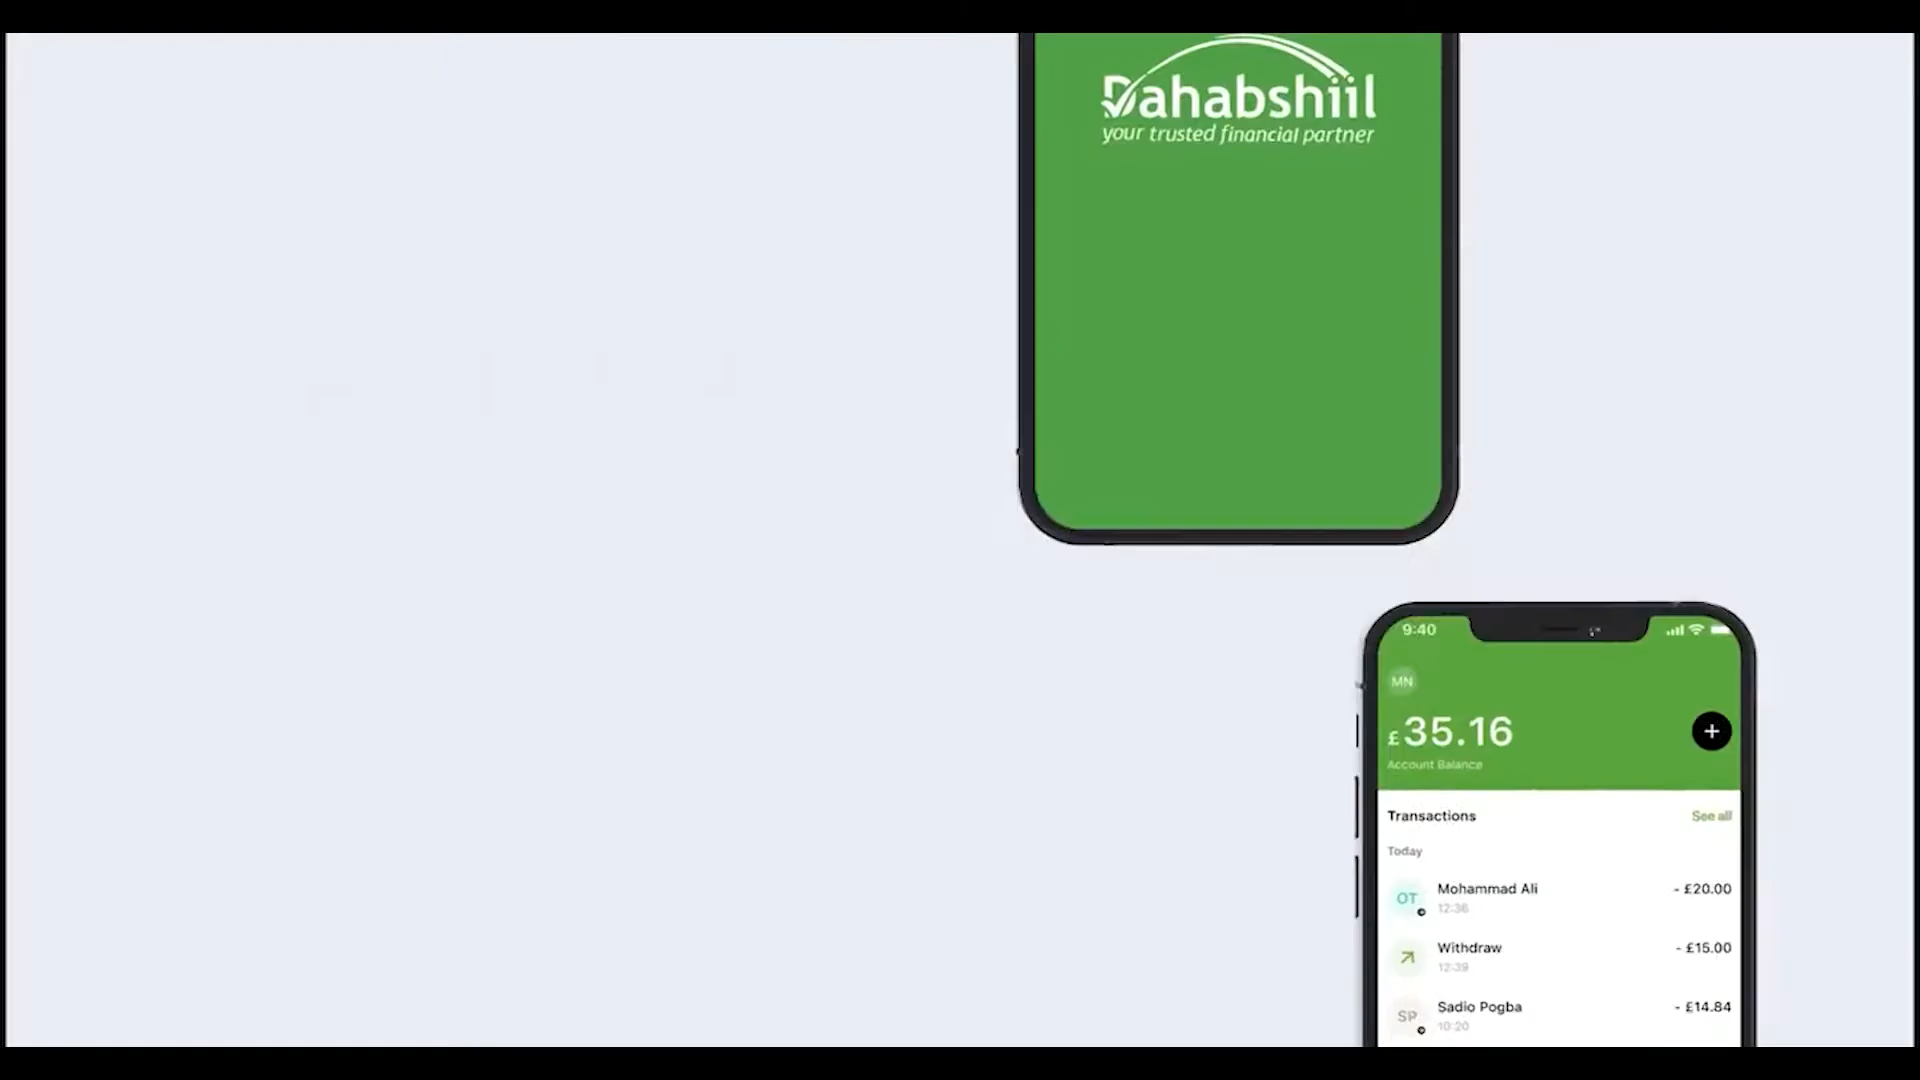 Dahabshiil
your trusted financial partner
9:40
MN
£35.16
Account Balance
Transactions
See all
Today
OT
Mohammad Ali
- £20.00
12:36
Withdraw
- £15.00
12:39
SP
Sadio Pogba
- £14.84
10:20